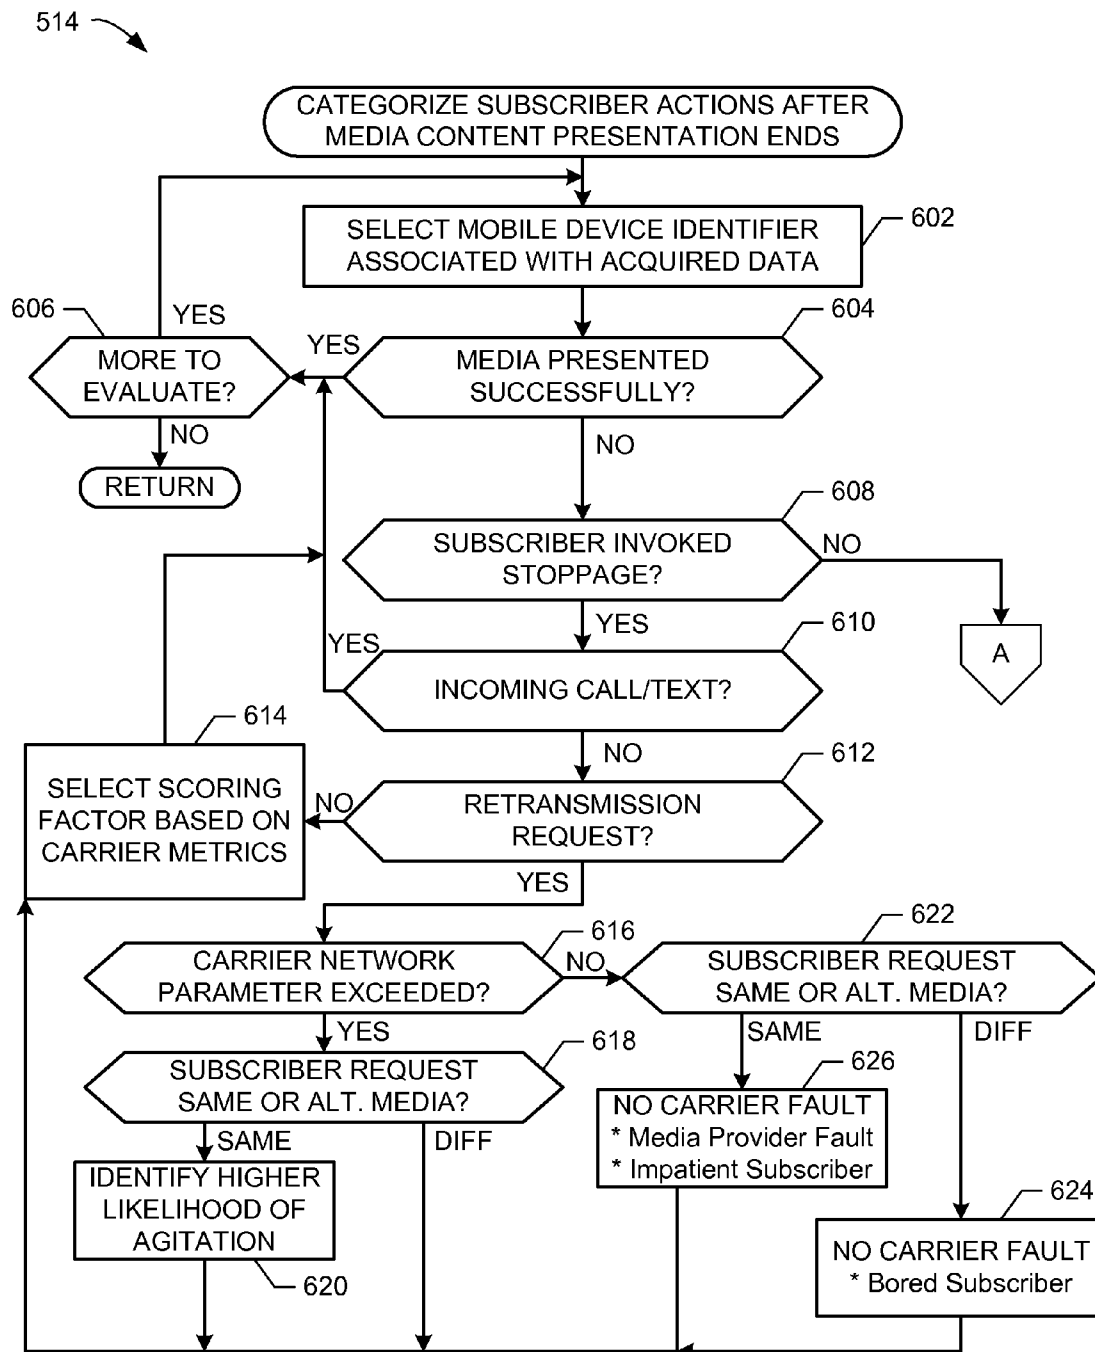 514
CATEGORIZE SUBSCRIBER ACTIONS AFTER
MEDIA CONTENT PRESENTATION ENDS
602
SELECT MOBILE DEVICE IDENTIFIER
ASSOCIATED WITH ACQUIRED DATA
606
YES
604
MORE TO
EVALUATE?
YES
MEDIA PRESENTED
SUCCESSFULLY?
NO
NO
RETURN
608
SUBSCRIBER INVOKED
STOPPAGE?
NO
YES
610
YES
A
INCOMING CALL/TEXT?
614
NO
612
SELECT SCORING
FACTOR BASED ON
CARRIER METRICS
NO
RETRANSMISSION
REQUEST?
YES
622
616
CARRIER NETWORK
PARAMETER EXCEEDED?
NO
SUBSCRIBER REQUEST
SAME OR ALT. MEDIA?
YES
SAME
DIFF
618
SUBSCRIBER REQUEST
SAME OR ALT. MEDIA?
626
NO CARRIER FAULT
* Media Provider Fault
* Impatient Subscriber
SAME
DIFF
IDENTIFY HIGHER
LIKELIHOOD OF
AGITATION
624
620
NO CARRIER FAULT
* Bored Subscriber